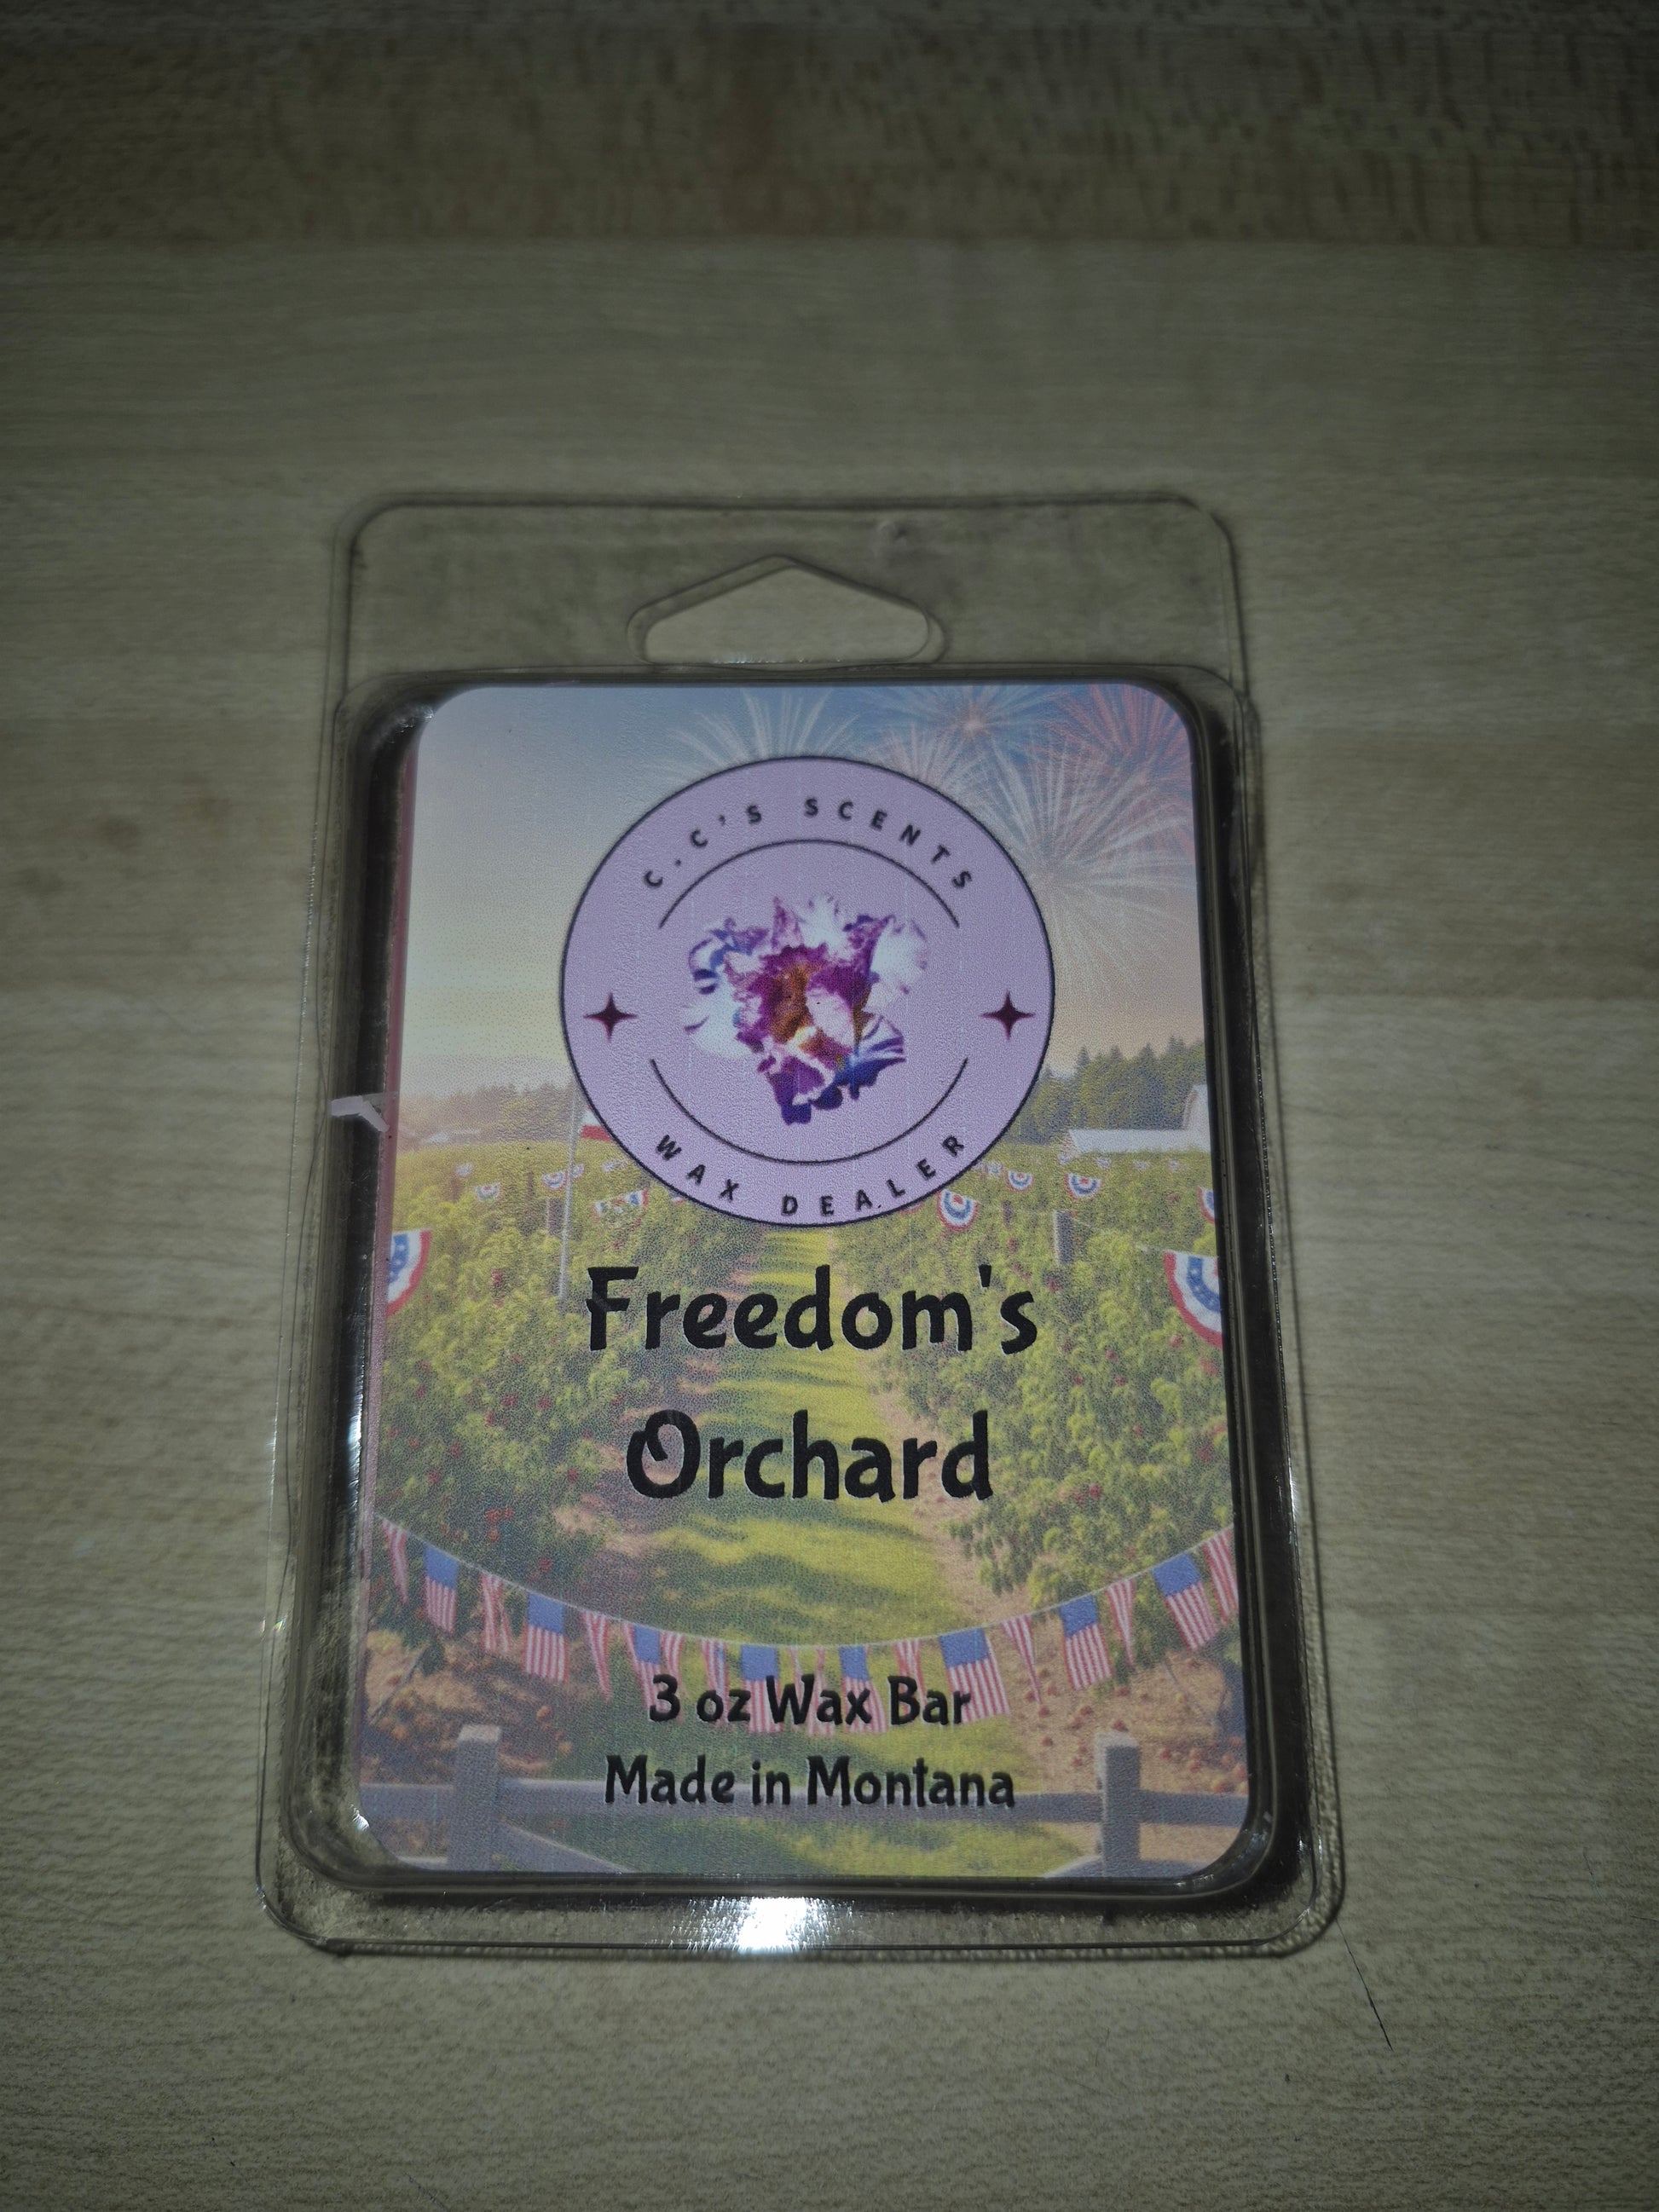 C.C'S SCENTS
WAX DEALER
Freedom's
Orchard
3 oz Wax Bar
Made in Montana